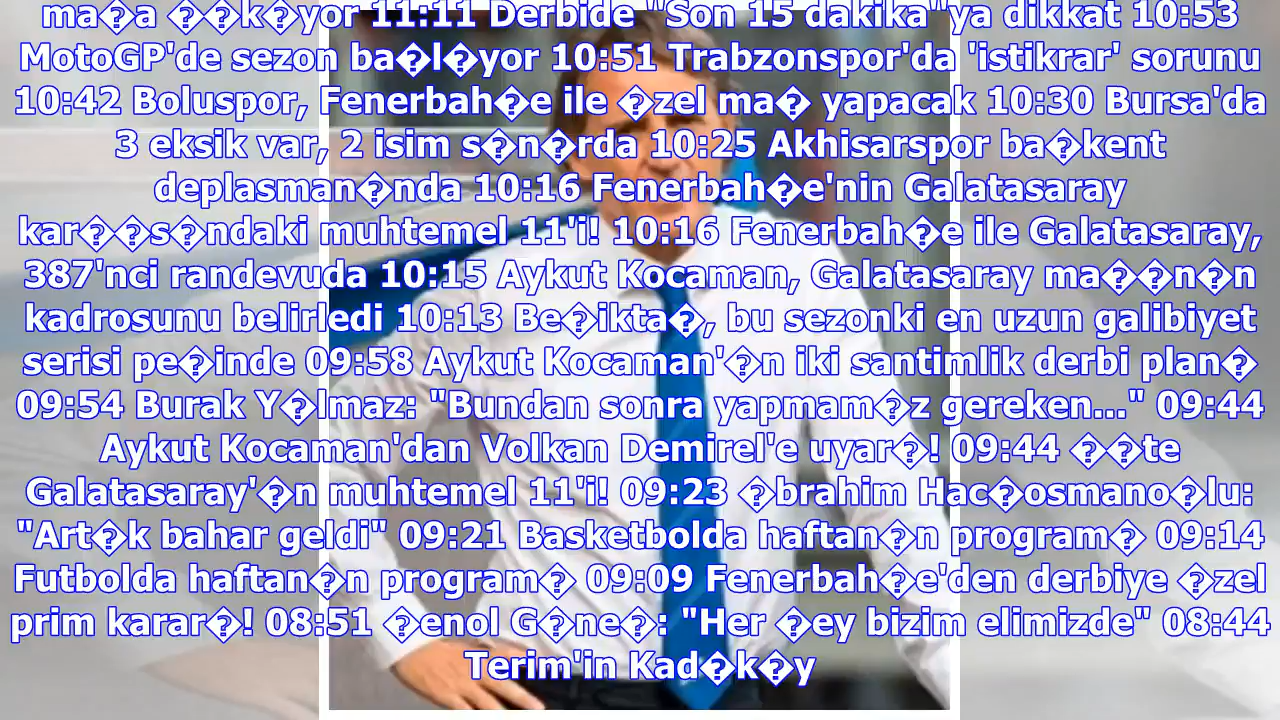 ma�a ��k�yor 11:11 Derbide "Son 15 dakika"ya dikkat 10:53
MotoGP'de sezon ba�l�yor 10:51 Trabzonspor'da 'istikrar' sorunu
10:42 Boluspor, Fenerbah�e ile �zel ma� yapacak 10:30 Bursa'da
3 eksik var, 2 isim s�n�rda 10:25 Akhisarspor ba�kent
deplasman�nda 10:16 Fenerbah�e'nin Galatasaray
kar��s�ndaki muhtemel 11'i! 10:16 Fenerbah�e ile Galatasaray,
387'nci randevuda 10:15 Aykut Kocaman, Galatasaray ma��n�n
kadrosunu belirledi 10:13 Be�ikta�, bu sezonki en uzun galibiyet
serisi pe�inde 09:58 Aykut Kocaman'�n iki santimlik derbi plan�
09:54 Burak Y�lmaz: "Bundan sonra yapmam�z gereken..." 09:44
Aykut Kocaman'dan Volkan Demirel'e uyar�! 09:44 ��te
Galatasaray'�n muhtemel 11'i! 09:23 �brahim Hac�osmano�lu:
"Art�k bahar geldi" 09:21 Basketbolda haftan�n program� 09:14
Futbolda haftan�n program� 09:09 Fenerbah�e'den derbiye �zel
prim karar�! 08:51 �enol G�ne�: "Her �ey bizim elimizde" 08:44
Terim'in Kad�k�y